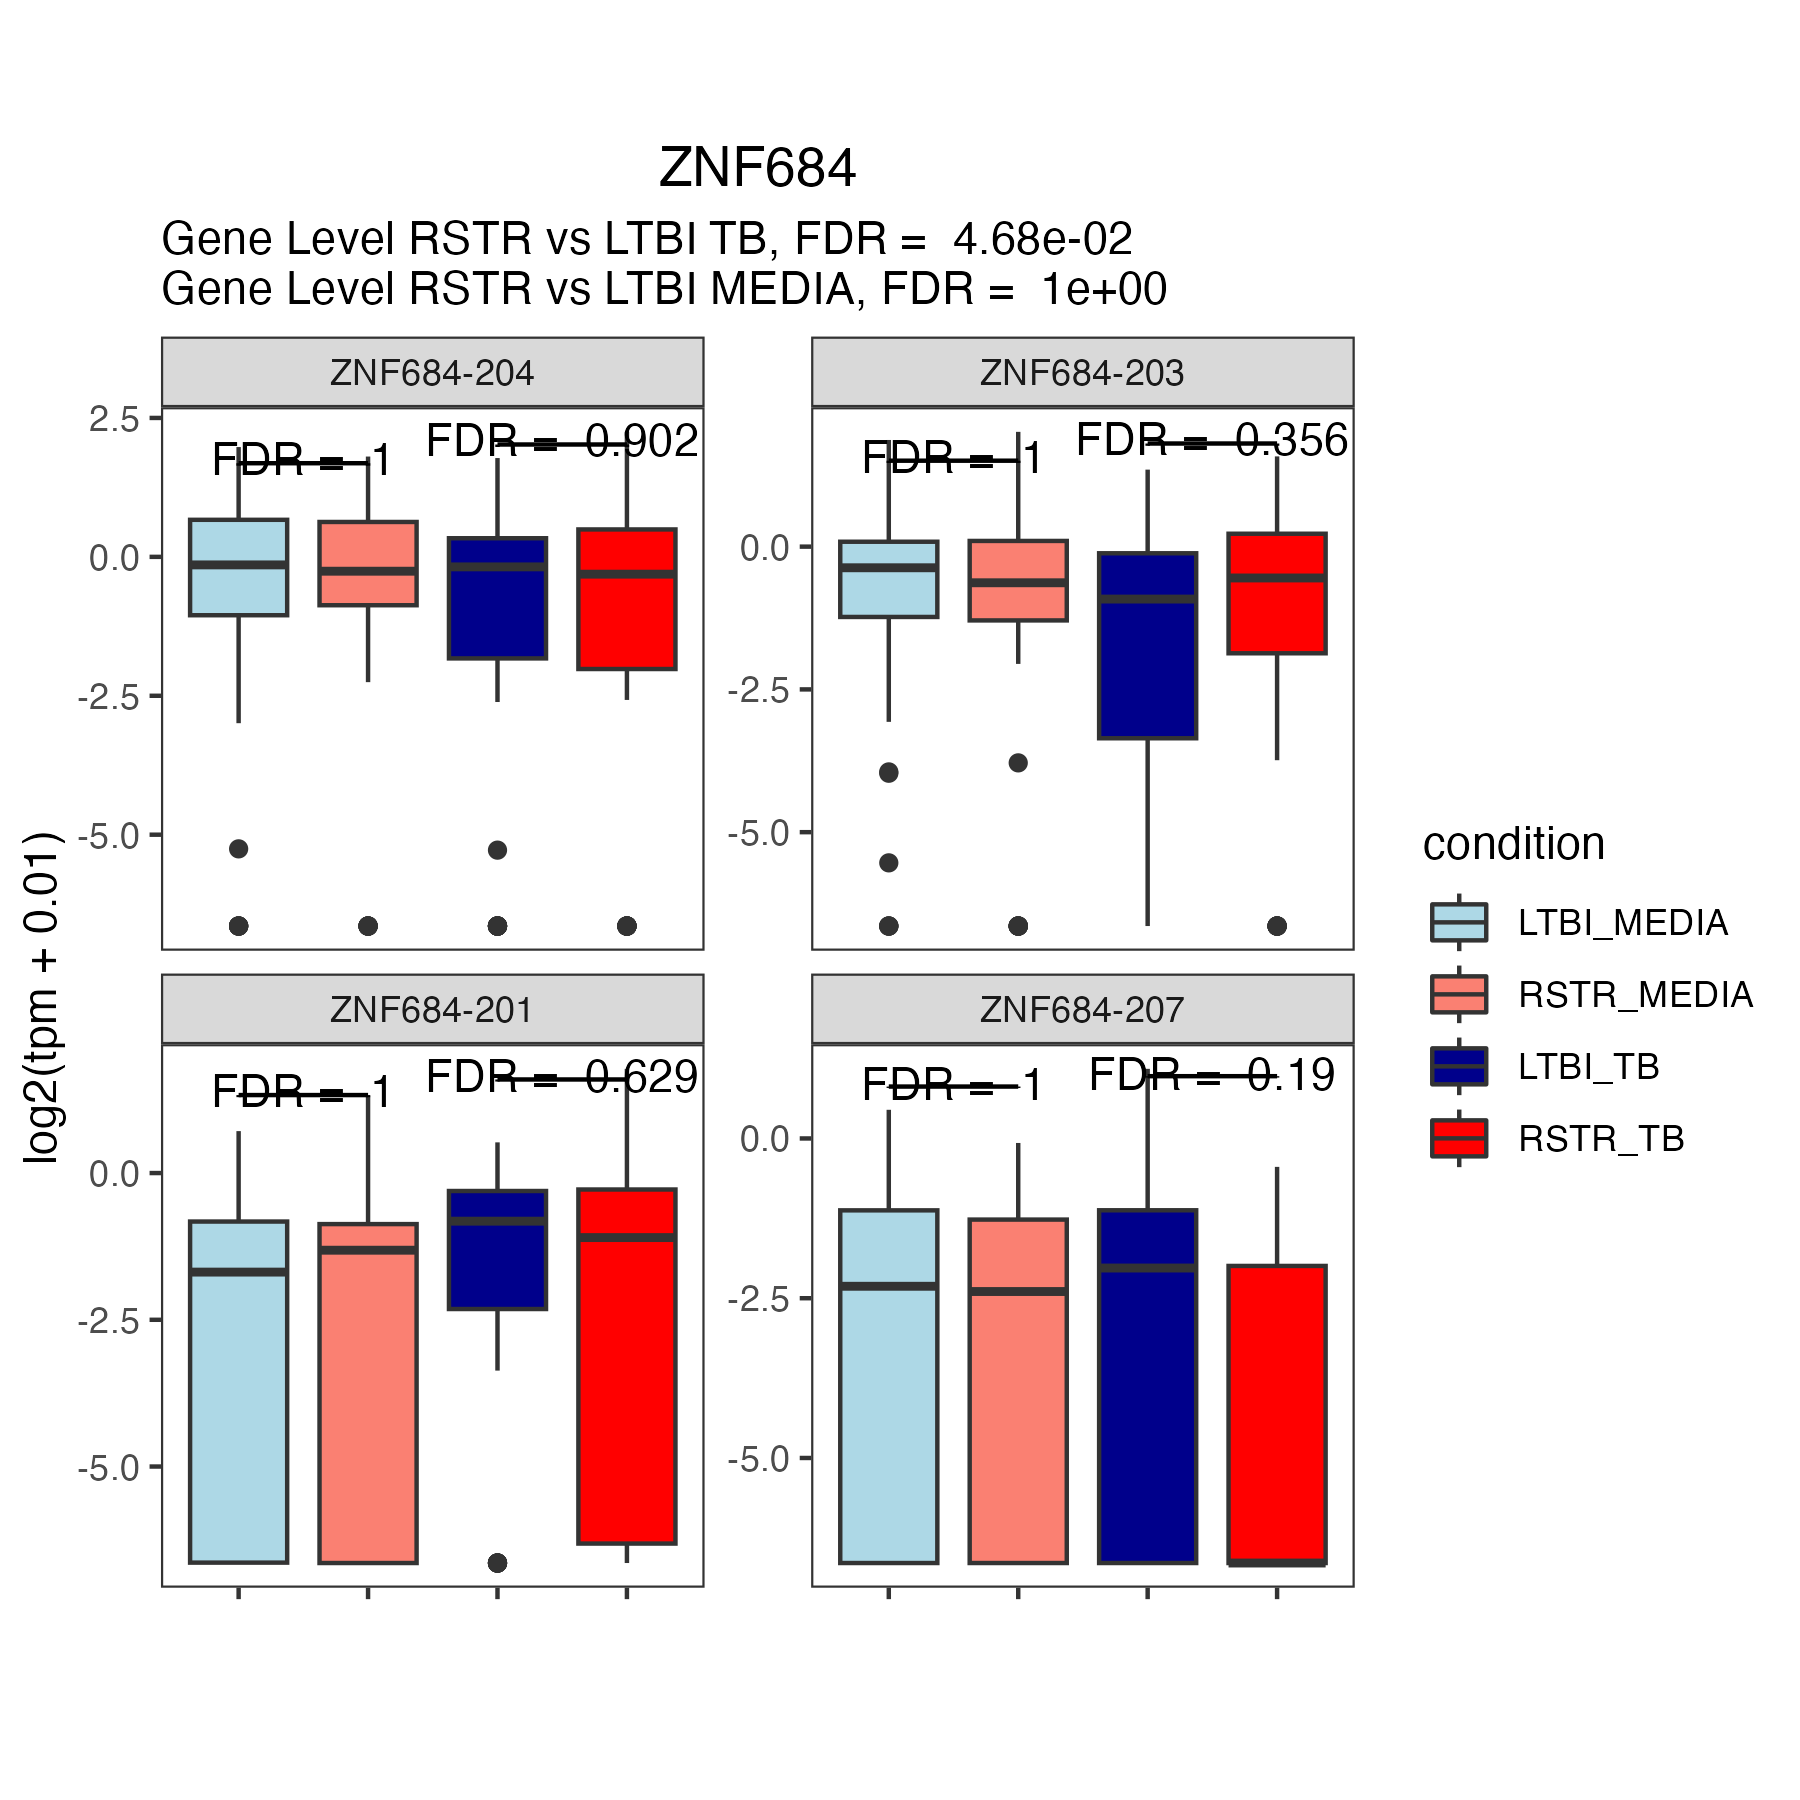 ZNF684
Gene Level RSTR vs LTBI TB, FDR =  4.68e-02
Gene Level RSTR vs LTBI MEDIA, FDR =  1e+00
log2(tpm + 0.01)
ZNF684-204
2.5
0.0
-2.5
-5.0
FDR =  1
FDR =  0.902
ZNF684-203
0.0
-2.5
-5.0
FDR =  1
FDR =  0.356
ZNF684-201
0.0
-2.5
-5.0
FDR =  1
FDR =  0.629
ZNF684-207
0.0
-2.5
-5.0
FDR =  1
FDR =  0.19
condition
LTBI_MEDIA
RSTR_MEDIA
LTBI_TB
RSTR_TB